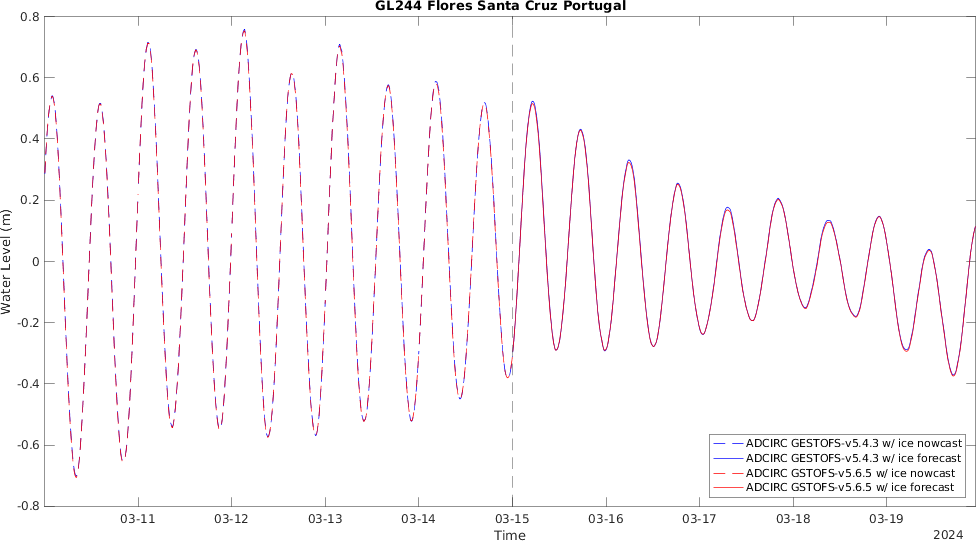 GL244 Flores Santa Cruz Portugal
Water Level (m)
0.8
0.6
0.4
0.2
0
-0.2
-0.4
-0.6
-0.8
ADCIRC GESTOFS-v5.4.3 w/ ice nowcast
ADCIRC GESTOFS-v5.4.3 w/ ice forecast
ADCIRC GSTOFS-v5.6.5 w/ ice nowcast
ADCIRC GSTOFS-v5.6.5 w/ ice forecast
03-11 03-12 03-13 03-14 03-15 03-16 03-17 03-18 03-19
Time
2024